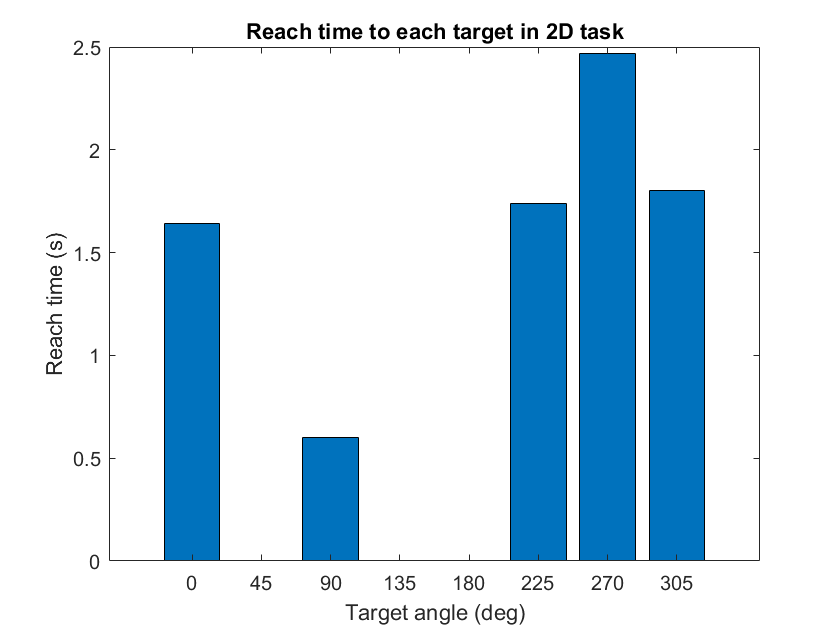 Reach time to each target in 2D task
2.5
2
1.5
1
0.5
0
Reach time (s)
0 45 90 135 180 225 270 305
Target angle (deg)